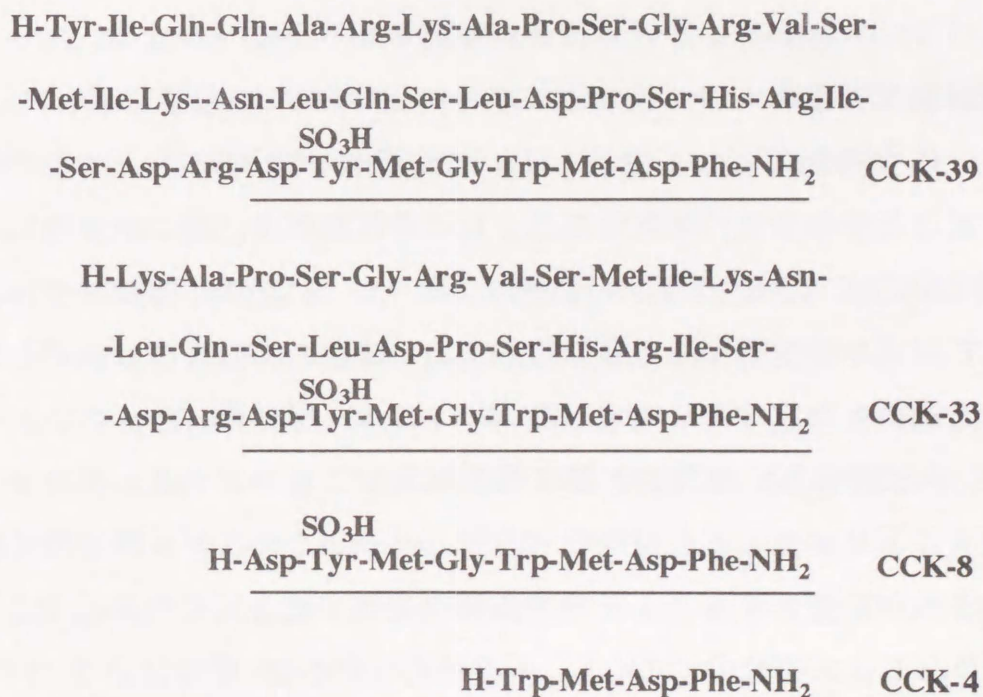 H-Tyr-Ile-Gln-Gln-Ala-Arg-Lys-Ala-Pro-Ser-Gly-Arg-Val-Ser-
-Met-Ile-Lys--Asn-Leu-Gln-Ser-Leu-Asp-Pro-Ser-His-Arg-Ile-
SO3H
-Ser-Asp-Arg-Asp-Tyr-Met-Gly-Trp-Met-Asp-Phe-NH2 CCK-39
H-Lys-Ala-Pro-Ser-Gly-Arg-Val-Ser-Met-Ile-Lys-Asn-
-Leu-Gln--Ser-Leu-Asp-Pro-Ser-His-Arg-Ile-Ser-
SO3H
-Asp-Arg-Asp-Tyr-Met-Gly-Trp-Met-Asp-Phe-NH2 CCK-33
SO3H
H-Asp-Tyr-Met-Gly-Trp-Met-Asp-Phe-NH2 CCK-8
H-Trp-Met-Asp-Phe-NH2 CCK-4